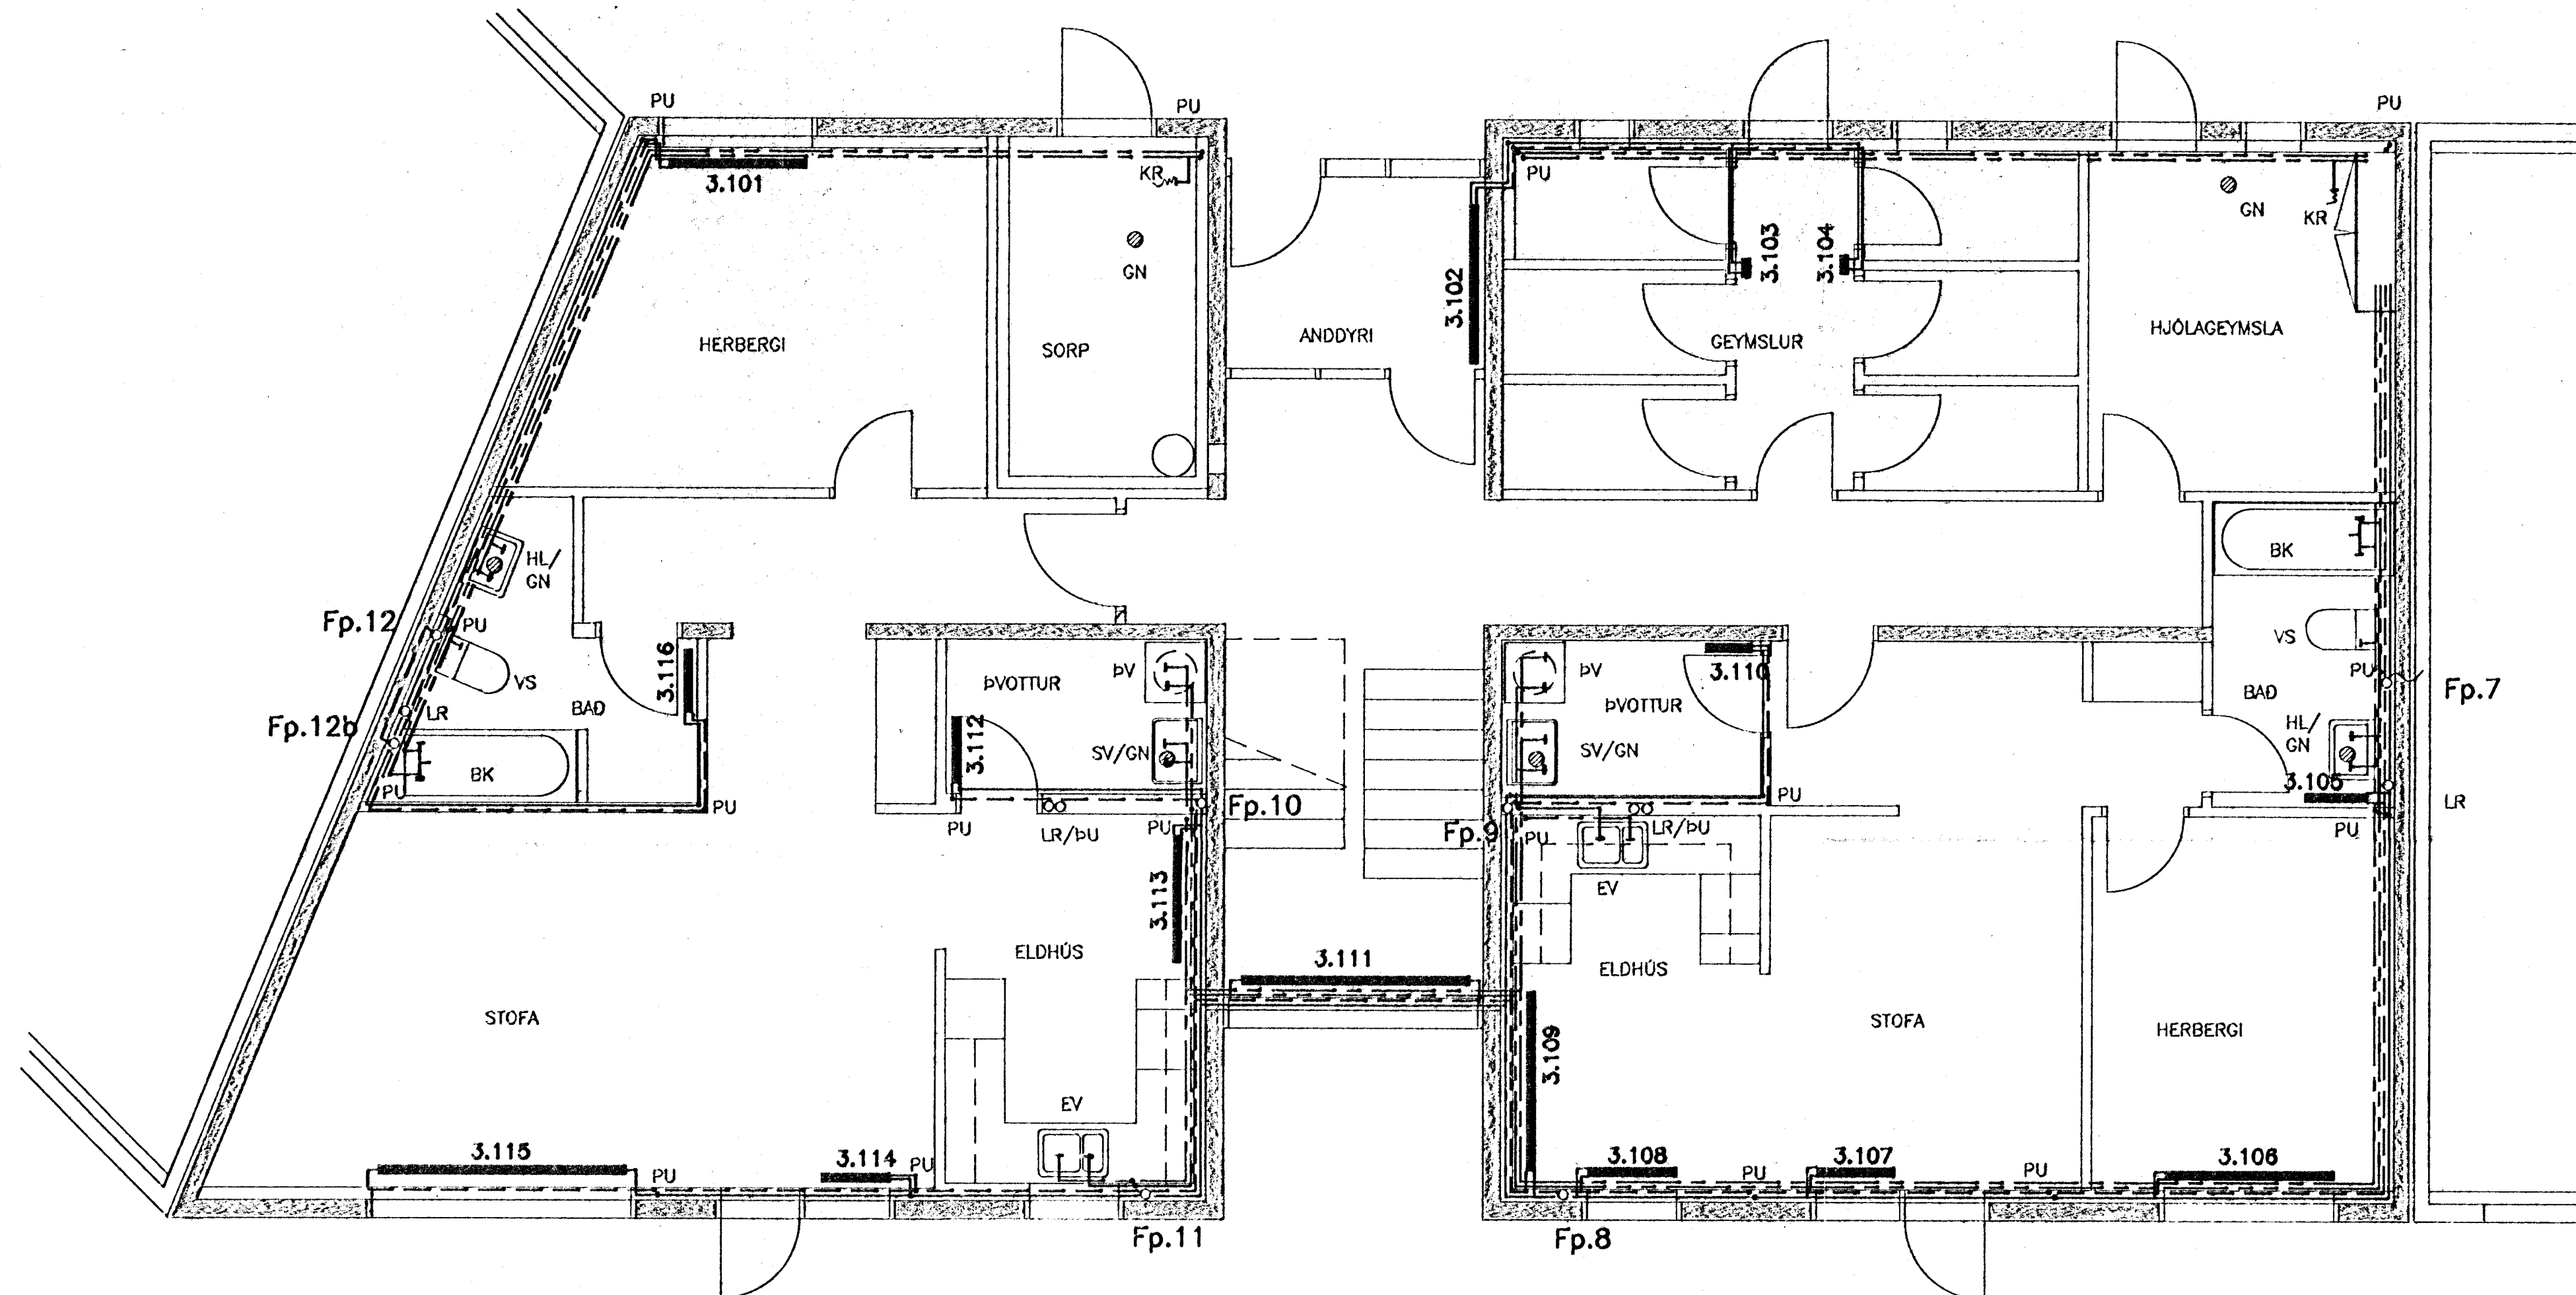 PU
PU
PU
3.101
KR
PU
GN
GN
KR
3.102
3.103
3.104
HERBERGI
SORP
ANDDYRI
GEYMSLUR
HJÓLAGEYMSLA
HL/
GN
BK
Fp.12
PU
VS
3.116
BAÐ
LR
Fp.12b
BK
PU
PU
ÞVOTTUR
ÞV
3.112
SV/GN
PU
LR/ÞU
PU
Fp.10
ÞV
3.110
ÞVOTTUR
SV/GN
PU
VS
PU
BAÐ
Fp.7
HL/
GN
3.105
LR
PU
Fp.9
PU
LR/ÞU
EV
3.113
ELDHÚS
3.111
ELDHÚS
STOFA
STOFA
HERBERGI
3.109
EV
3.115
PU
3.114
PU
3.108
PU
3.107
PU
3.106
Fp.11
Fp.8